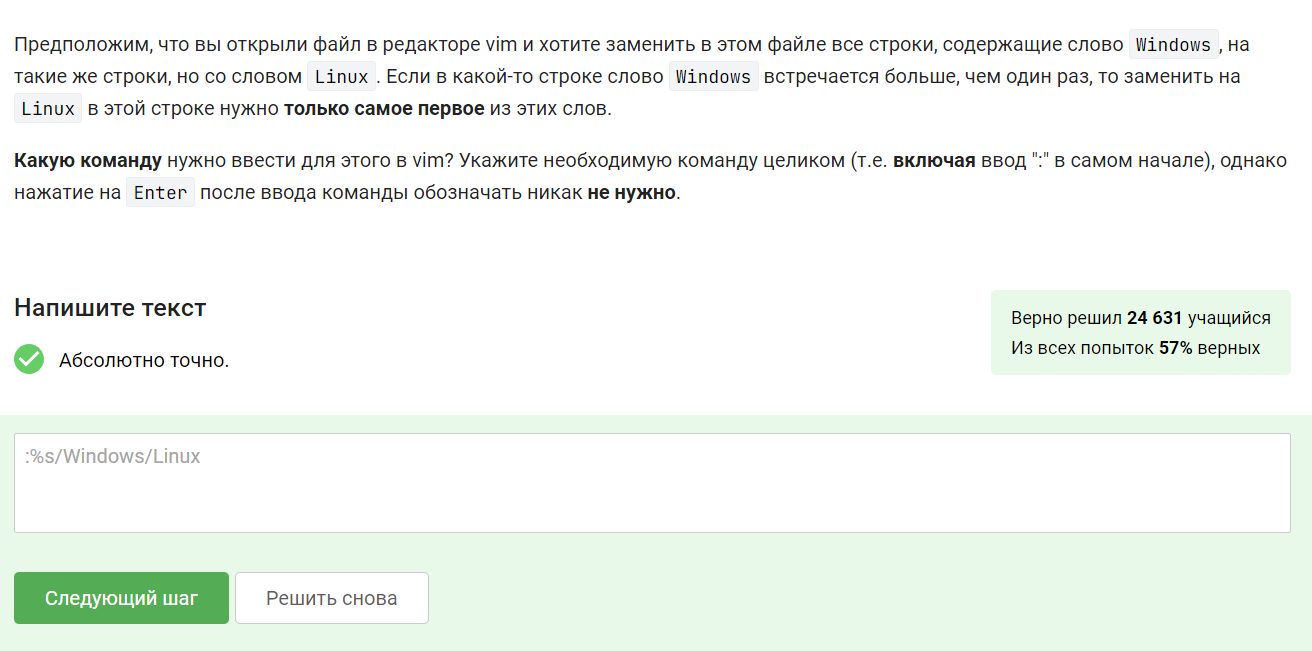 Предположим, что вы открыли файл в редакторе vim и хотите заменить в этом файле все строки, содержащие слово Windows, на
такие же строки, но со словом Linux. Если в какой-то строке слово Windows встречается больше, чем один раз, то заменить на
Linux в этой строке нужно только самое первое из этих слов.
Какую команду нужно ввести для этого в vim? Укажите необходимую команду целиком (т.е. включая ввод ":" в самом начале), однако
нажатие на Enter после ввода команды обозначать никак не нужно.
Напишите текст
Абсолютно точно.
Верно решил 24 631 учащийся
Из всех попыток 57% верных
:%s/Windows/Linux
Следующий шаг
Решить снова